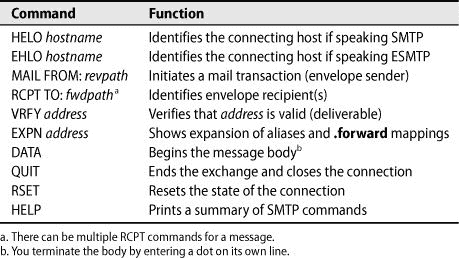 Command Function
HELO hostname Identifies the connecting host if speaking SMTP
EHLO hostname Identifies the connecting host if speaking ESMTP
MAIL FROM: revpath Initiates a mail transaction (envelope sender)
RCPT TO: fwdpath a Identifies envelope recipient(s)
VRFY address Verifies that address is valid (deliverable)
EXPN address Shows expansion of aliases and .forward mappings
DATA Begins the message body b
QUIT Ends the exchange and closes the connection
RSET Resets the state of the connection
HELP Prints a summary of SMTP commands
a. There can be multiple RCPT commands for a message.
b. You terminate the body by entering a dot on its own line.